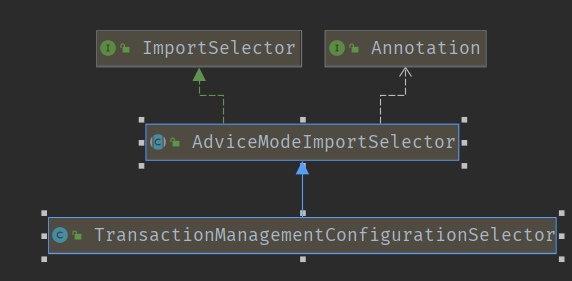 ImportSelector
Annotation
AdviceModeImportSelector
TransactionManagementConfigurationSelector